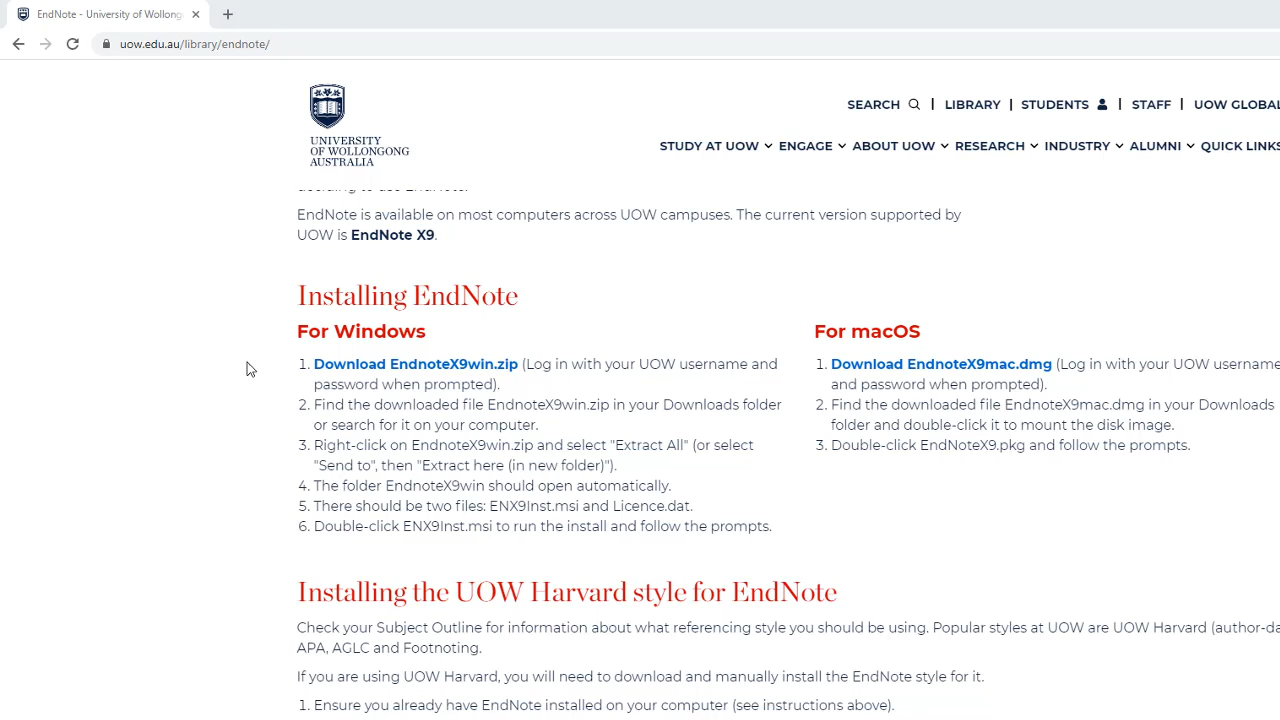 EndNote - University of Wollong
uow.edu.au/library/endnote/
UNIVERSITY
OF WOLLONGONG
AUSTRALIA
SEARCH | LIBRARY | STUDENTS | STAFF | UOW GLOBAL
STUDY AT UOW ENGAGE ABOUT UOW RESEARCH INDUSTRY ALUMNI QUICK LINKS
deciding to use EndNote.
EndNote is available on most computers across UOW campuses. The current version supported by
UOW is EndNote X9.
Installing EndNote
For Windows
1. Download EndnoteX9win.zip (Log in with your UOW username and
password when prompted).
2. Find the downloaded file EndnoteX9win.zip in your Downloads folder
or search for it on your computer.
3. Right-click on EndnoteX9win.zip and select "Extract All" (or select
"Send to", then "Extract here (in new folder)").
4. The folder EndnoteX9win should open automatically.
5. There should be two files: ENX9Inst.msi and Licence.dat.
6. Double-click ENX9Inst.msi to run the install and follow the prompts.
For macOS
1. Download EndnoteX9mac.dmg (Log in with your UOW username
and password when prompted).
2. Find the downloaded file EndnoteX9mac.dmg in your Downloads
folder and double-click it to mount the disk image.
3. Double-click EndNoteX9.pkg and follow the prompts.
Installing the UOW Harvard style for EndNote
Check your Subject Outline for information about what referencing style you should be using. Popular styles at UOW are UOW Harvard (author-da
APA, AGLC and Footnoting.
If you are using UOW Harvard, you will need to download and manually install the EndNote style for it.
1. Ensure you already have EndNote installed on your computer (see instructions above).